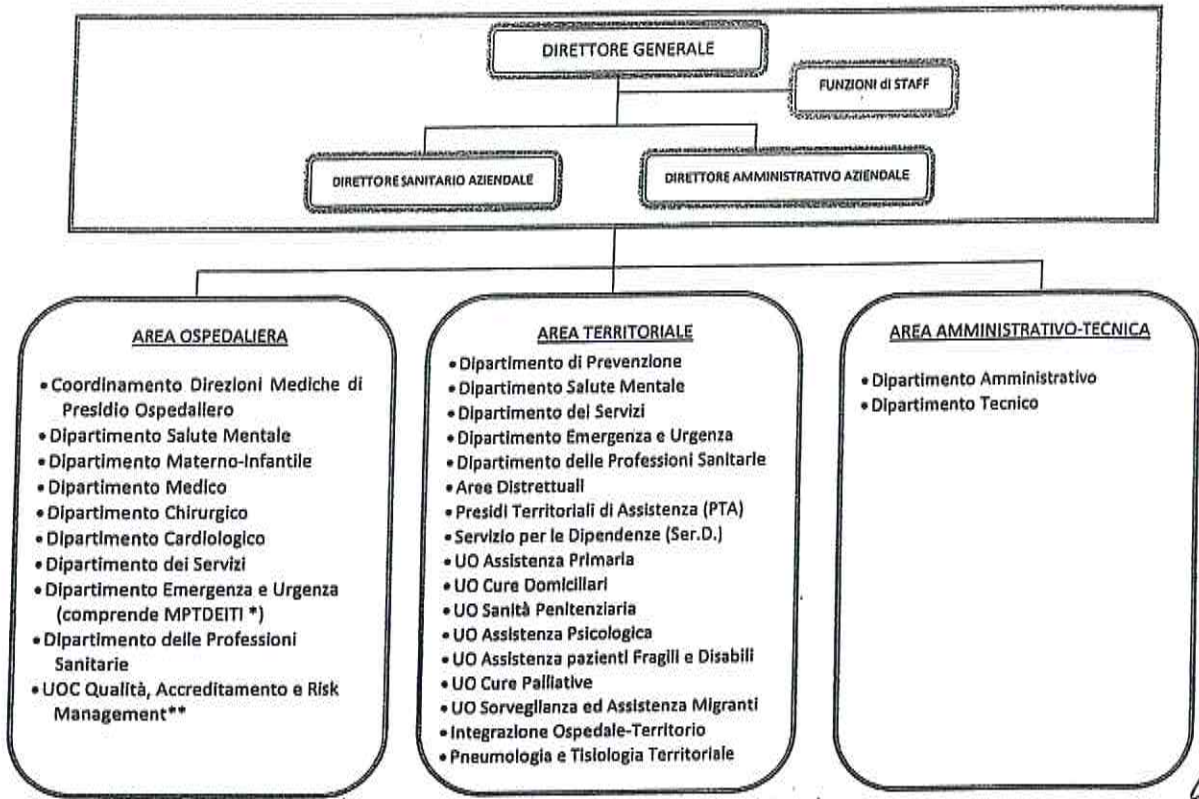 DIRETTORE GENERALE
FUNZIONI di STAFF
DIRETTORE SANITARIO AZIENDALE
DIRETTORE AMMINISTRATIVO AZIENDALE
AREA OSPEDALIERA
• Coordinamento Direzioni Mediche di
Presidio Ospedaliero
• Dipartimento Salute Mentale
• Dipartimento Materno-Infantile
• Dipartimento Medico
• Dipartimento Chirurgico
• Dipartimento Cardiologico
• Dipartimento dei Servizi
• Dipartimento Emergenza e Urgenza
(comprende MPTDEITI *)
• Dipartimento delle Professioni
Sanitarie
• UOC Qualità, Accreditamento e Risk
Management**
AREA TERRITORIALE
• Dipartimento di Prevenzione
• Dipartimento Salute Mentale
• Dipartimento dei Servizi
• Dipartimento Emergenza e Urgenza
• Dipartimento delle Professioni Sanitarie
• Aree Distrettuali
• Presidi Territoriali di Assistenza (PTA)
• Servizio per le Dipendenze (Ser.D.)
• UO Assistenza Primaria
• UO Cure Domiciliari
• UO Sanità Penitenziaria
• UO Assistenza Psicologica
• UO Assistenza pazienti Fragili e Disabili
• UO Cure Palliative
• UO Sorveglianza ed Assistenza Migranti
• Integrazione Ospedale-Territorio
• Pneumologia e Tisiologia Territoriale
AREA AMMINISTRATIVO-TECNICA
• Dipartimento Amministrativo
• Dipartimento Tecnico